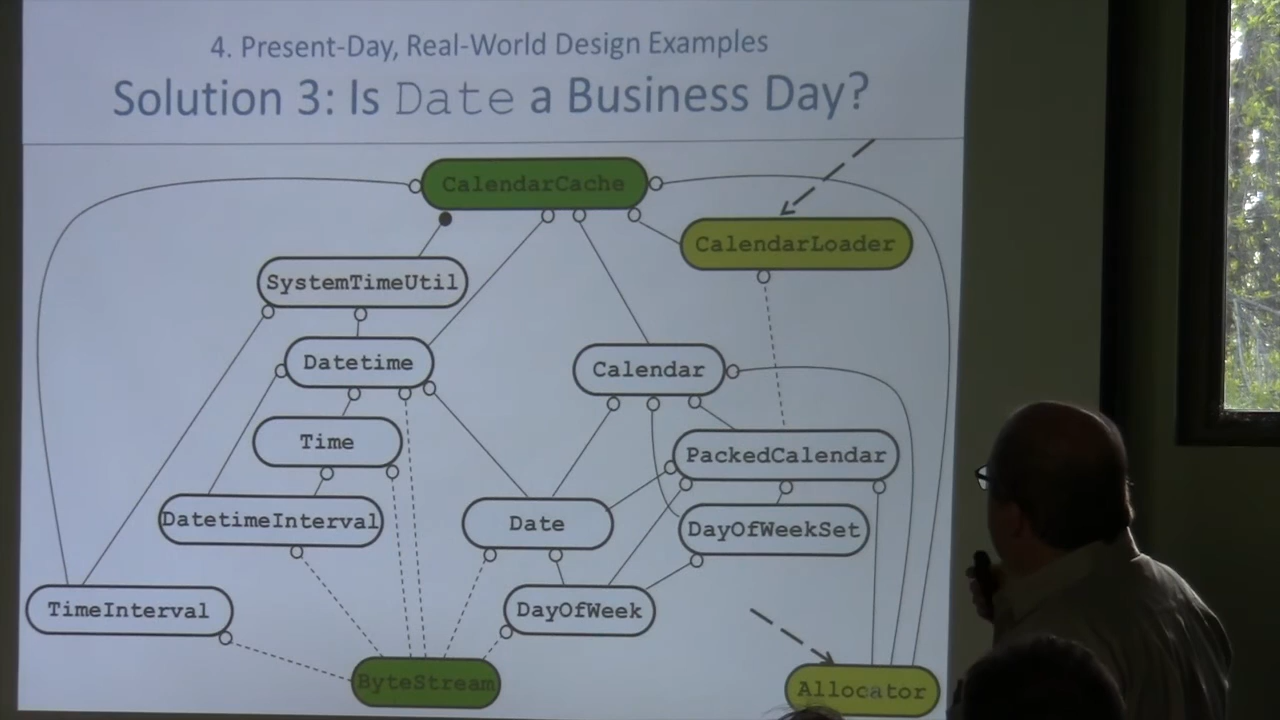 4. Present-Day, Real-World Design Examples
Solution 3: Is Date a Business Day?
CalendarCache
CalendarLoader
SystemTimeUtil
Datetime
Calendar
Time
PackedCalendar
DatetimeInterval
Date
DayOfWeekSet
TimeInterval
DayOfWeek
ByteStream
Allocator